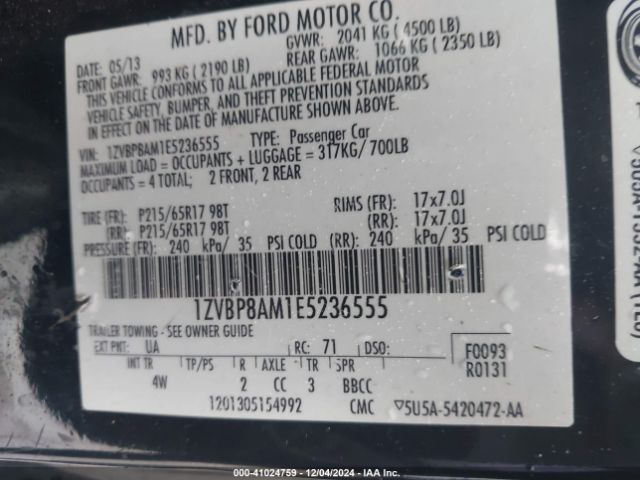 MFD. BY FORD MOTOR CO.
DATE: 05/13
GVWR: 2041 KG ( 4500 LB)
FRONT GAWR: 993 KG ( 2190 LB)
REAR GAWR: 1066 KG ( 2350 LB)
THIS VEHICLE CONFORMS TO ALL APPLICABLE FEDERAL MOTOR
VEHICLE SAFETY, BUMPER, AND THEFT PREVENTION STANDARDS
IN EFFECT ON THE DATE OF MANUFACTURE SHOWN ABOVE.
VIN: 1ZVBP8AM1E5236555 TYPE: Passenger Car
MAXIMUM LOAD = OCCUPANTS + LUGGAGE = 317KG/ 700LB
OCCUPANTS = 4 TOTAL; 2 FRONT, 2 REAR
TIRE (FR): P215/65R17 98T RIMS (FR): 17x7.0J
(RR): P215/65R17 98T (RR): 17x7.0J
PRESSURE (FR): 240 kPa/ 35 PSI COLD (RR): 240 kPa/ 35 PSI COLD
1ZVBP8AM1E5236555
TRAILER TOWING - SEE OWNER GUIDE
EXT PNT: UA RC: 71 DSO: F0093
R0131
INT TR TP/PS R AXLE TR SPR
4W 2 CC 3 BBCC
1201305154992 CMC ▽5U5A-5420472-AA
000-41024759 - 12/04/2024 - IAA Inc.